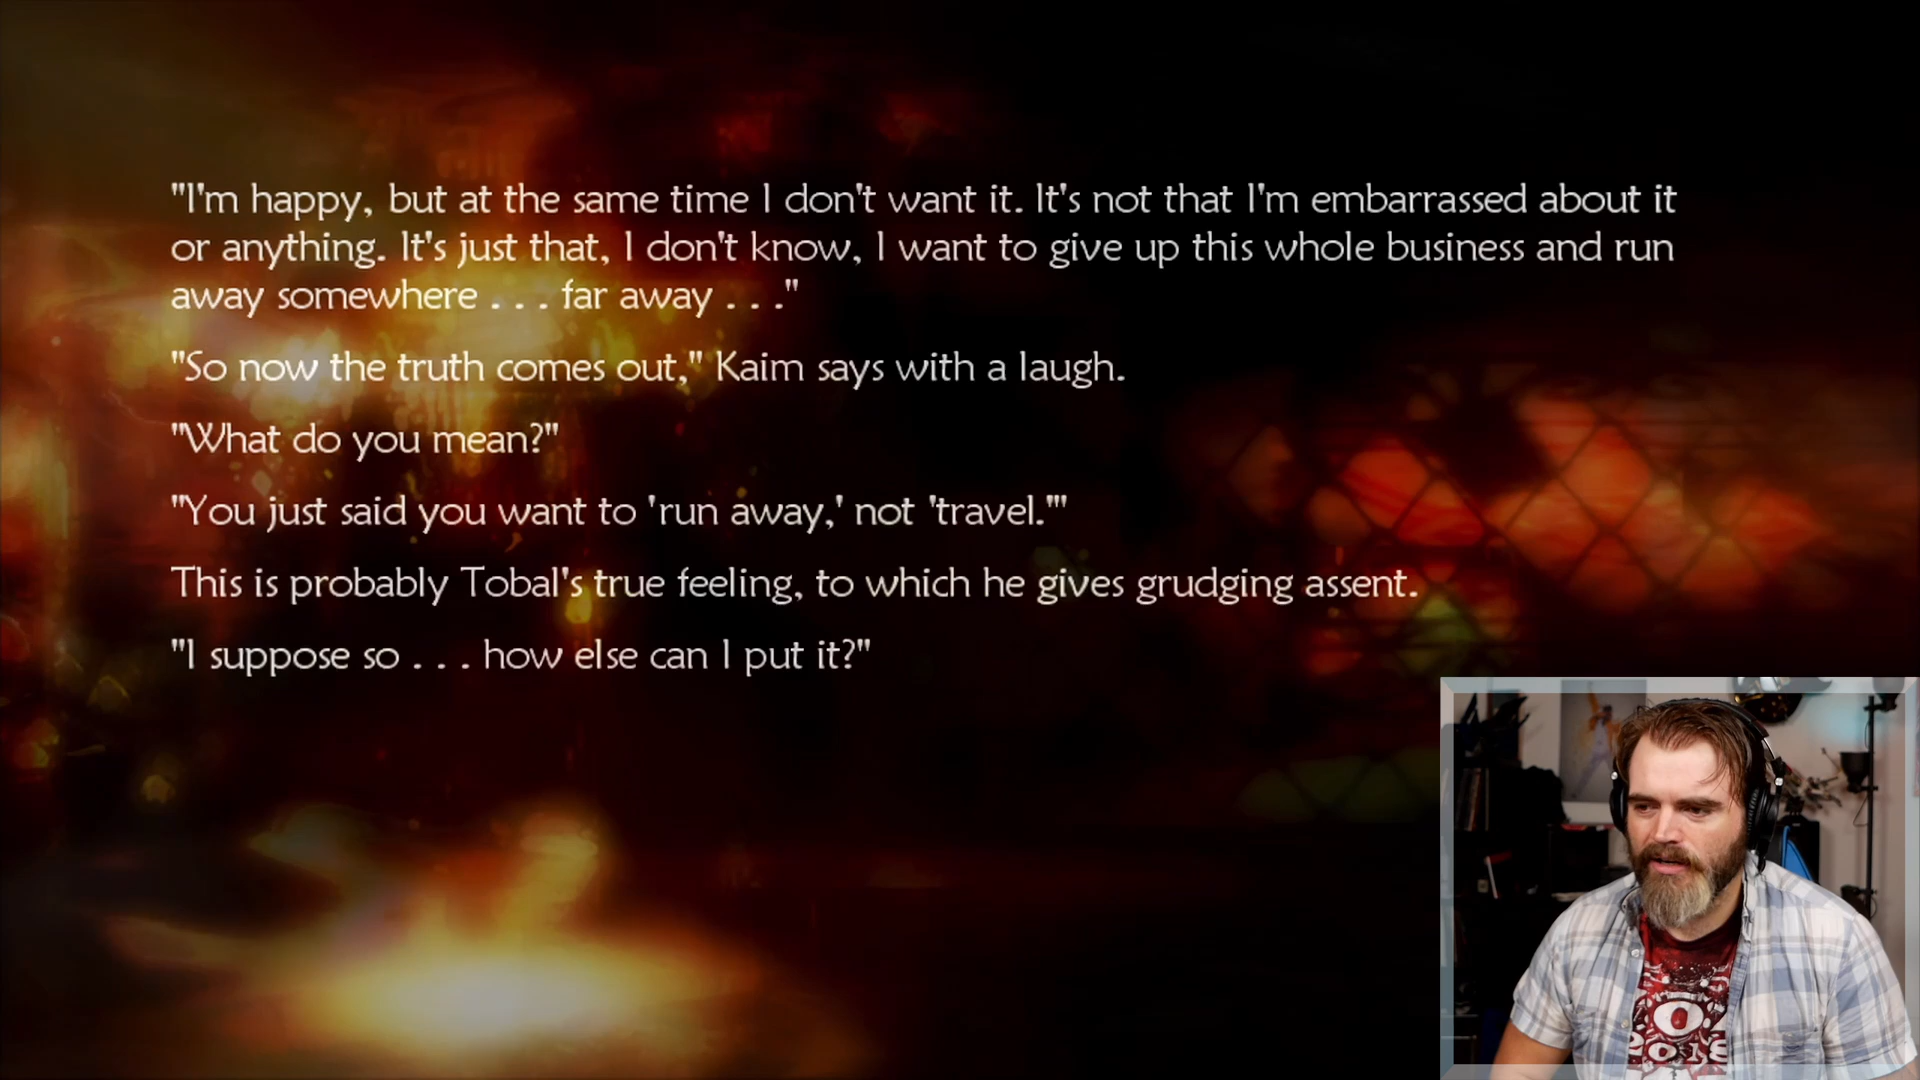 "I'm happy, but at the same time I don't want it. It's not that I'm embarrassed about it
or anything. It's just that, I don't know, I want to give up this whole business and run
away somewhere . . . far away . . ."
"So now the truth comes out," Kaim says with a laugh.
"What do you mean?"
"You just said you want to 'run away,' not 'travel.'"
This is probably Tobal's true feeling, to which he gives grudging assent.
"I suppose so . . . how else can I put it?"
2018